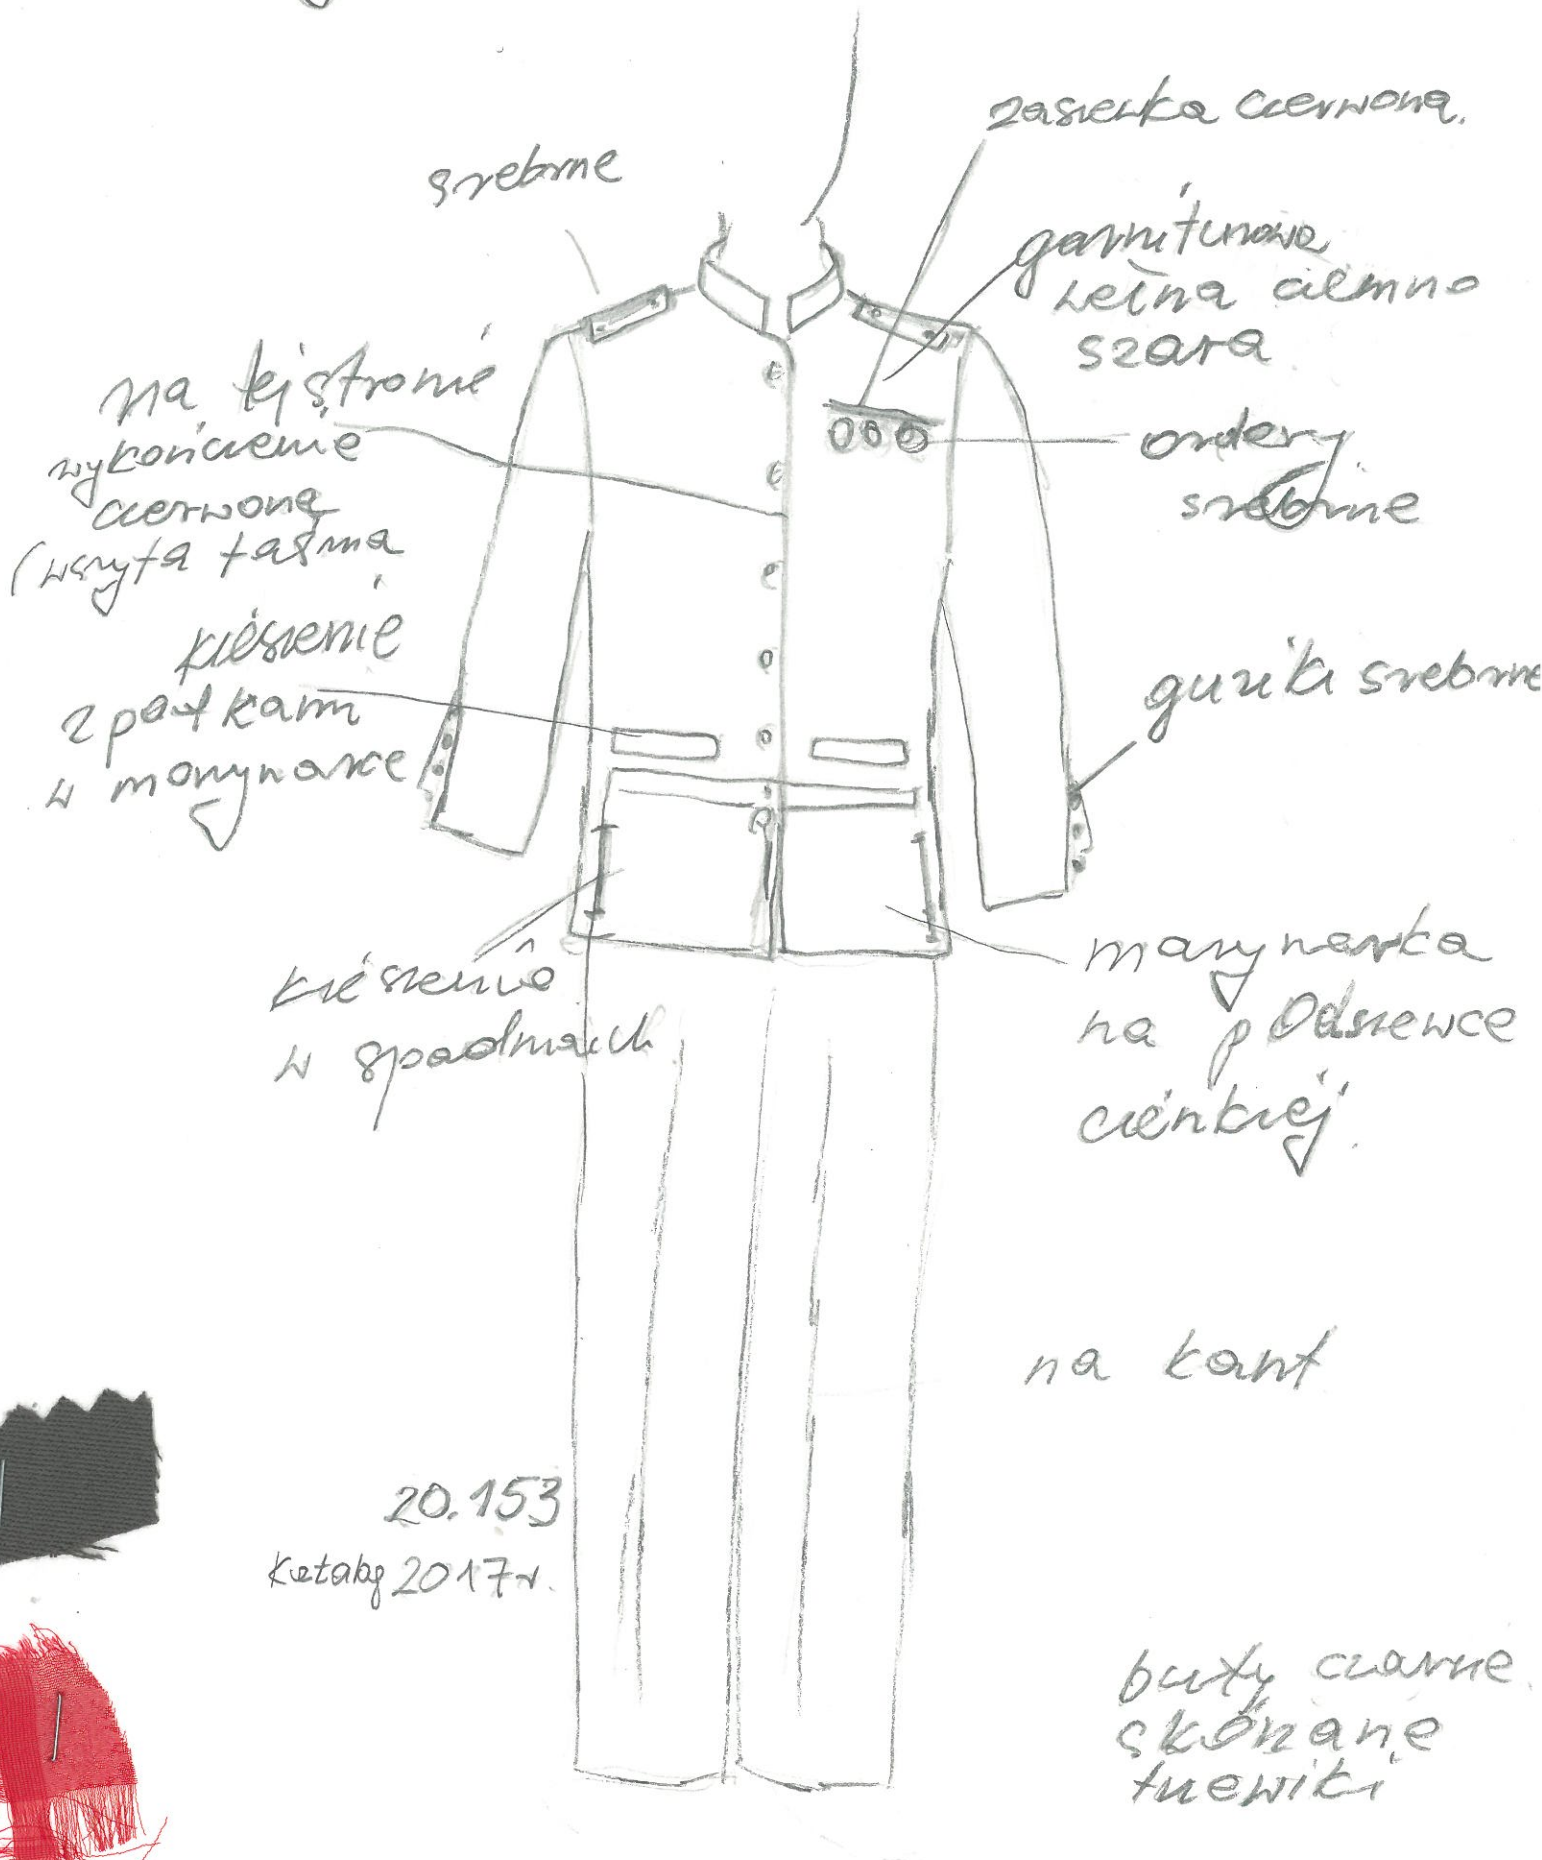 srebrne
zasiewka czerwona.
garniturowa
wełna ciemno
szara
na tej stronie
wykończenie
czerwoną
(wszyta taśma
ordery
srebrne
kieszenie
z patkami
w marynarce
guziki srebrne
kieszenie
w spodniach
marynarka
na podszewce
cienkiej.
na kant
20.153
Katalog 2017r.
buty czarne
skórzane
trzewiki